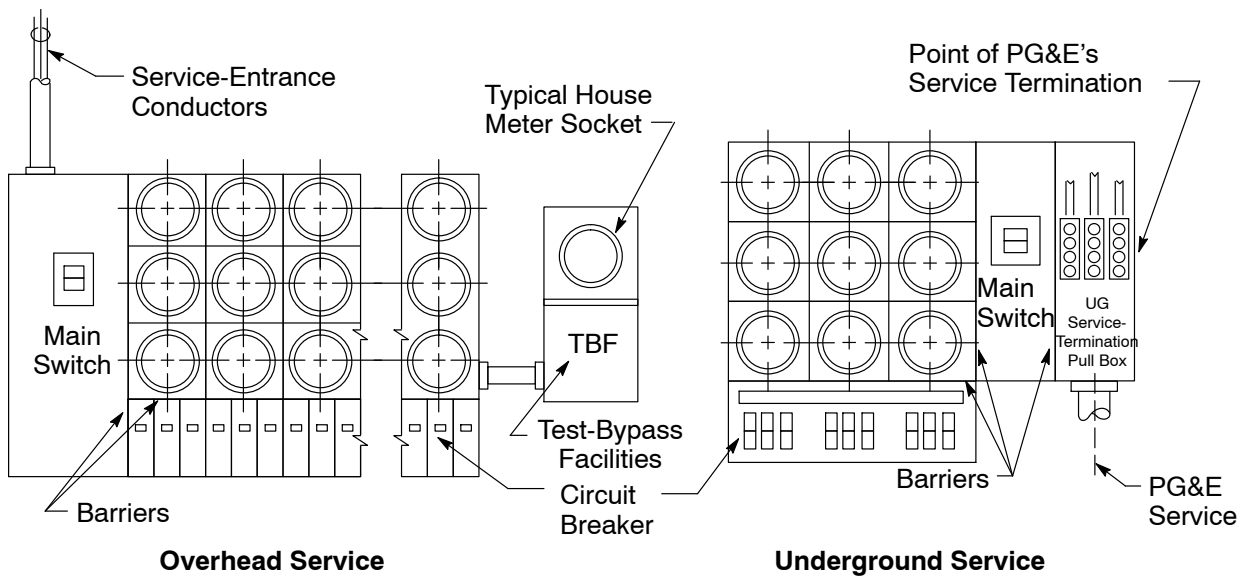 Service-Entrance
Conductors
Typical House
Meter Socket
Point of PG&E's
Service Termination
Main
Switch
TBF
Main
Switch
UG
Service-
Termination
Pull Box
Test-Bypass
Facilities
Circuit
Breaker
Barriers
Barriers
PG&E
Service
Overhead Service
Underground Service